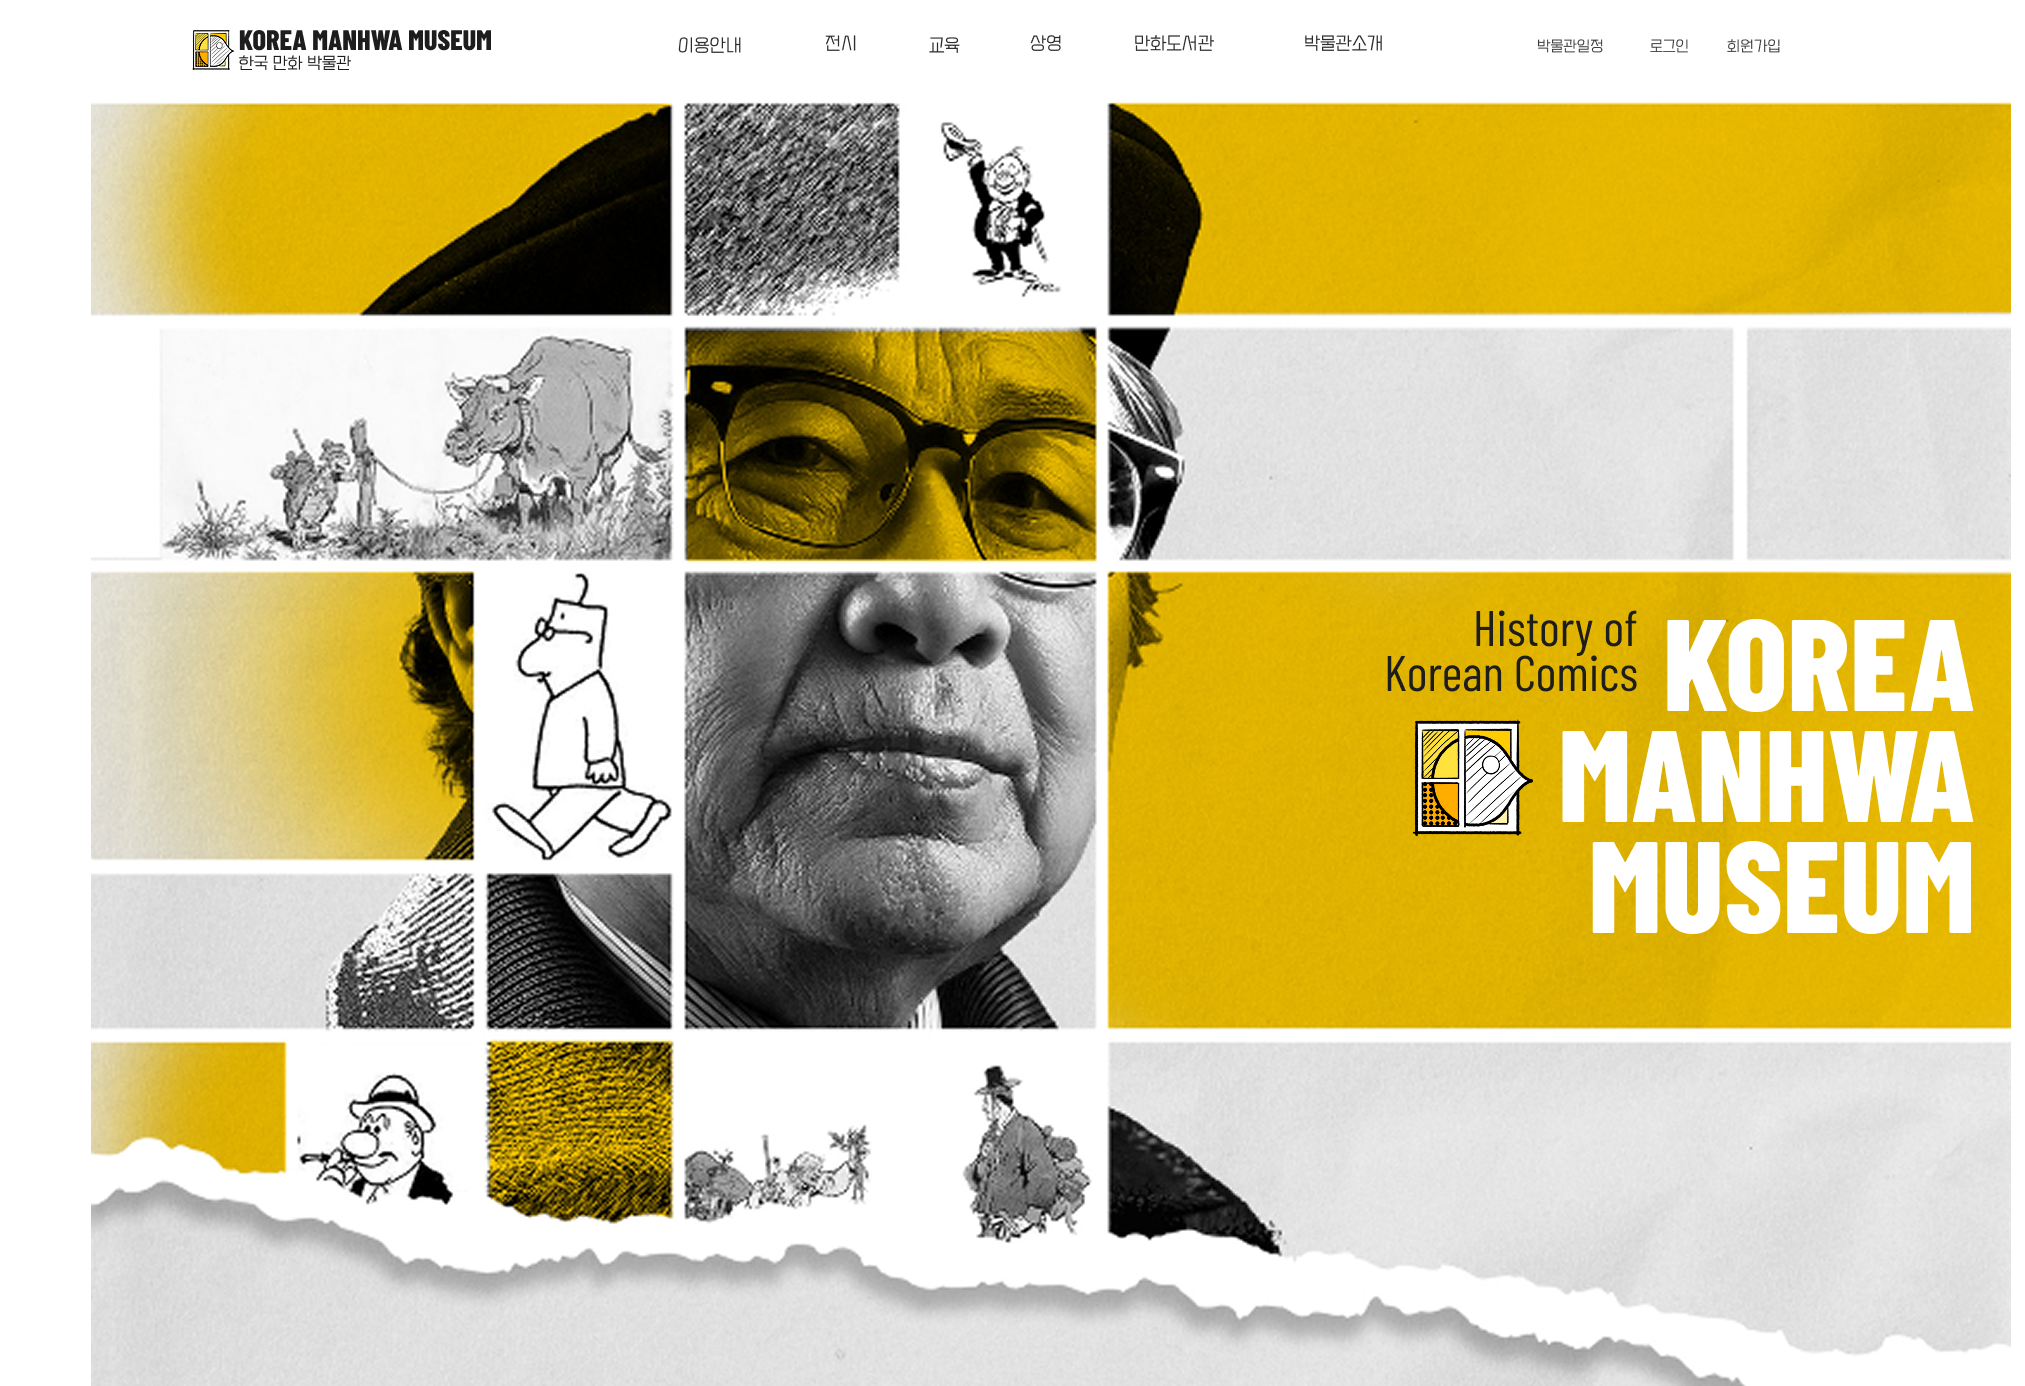 KOREA MANHWA MUSEUM
한국 만화 박물관
이용안내 전시 교육 상영 만화도서관 박물관소개 박물관일정 로그인 회원가입
History of
Korean Comics
KOREA
MANHWA
MUSEUM